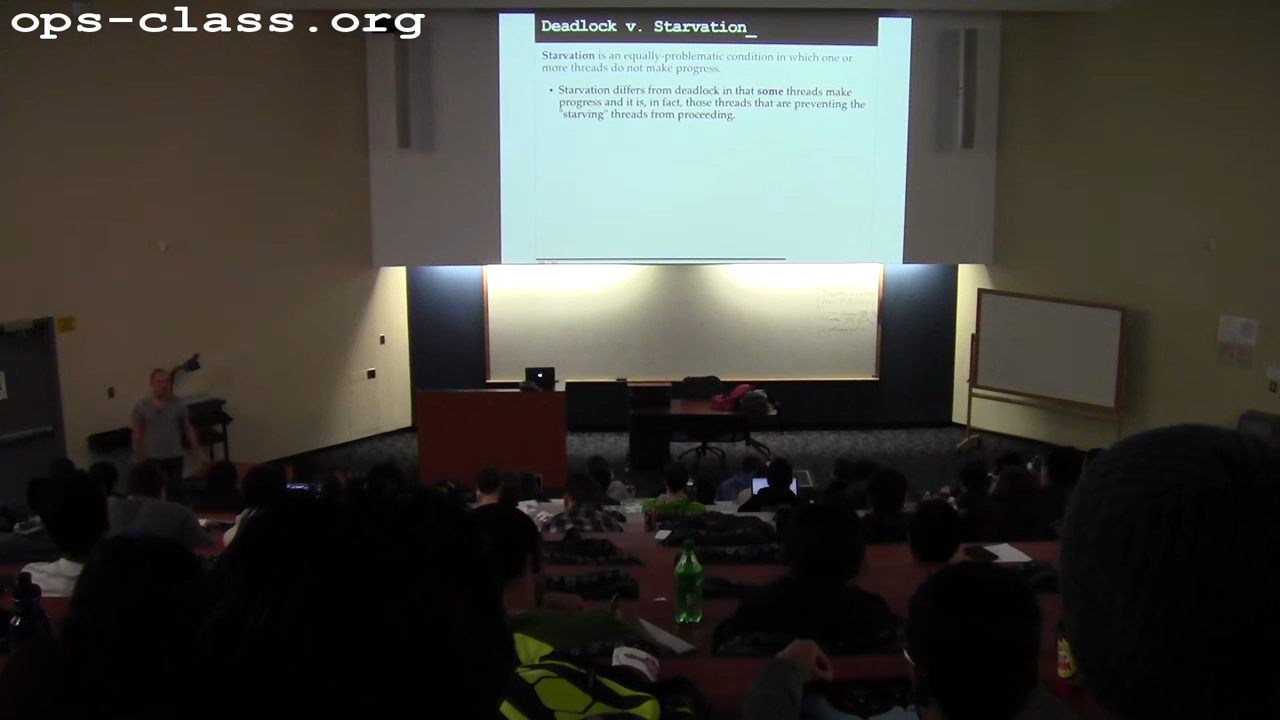 ops-class.org
Deadlock v. Starvation_
Starvation is an equally-problematic condition in which one or
more threads do not make progress.
• Starvation differs from deadlock in that some threads make
progress and it is, in fact, those threads that are preventing the
"starving" threads from proceeding.